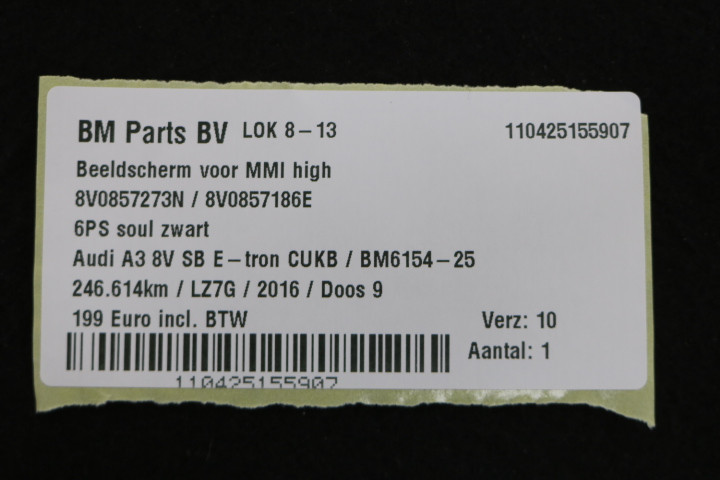 BM Parts BV LOK 8-13 110425155907
Beeldscherm voor MMI high
8V0857273N / 8V0857186E
6PS soul zwart
Audi A3 8V SB E-tron CUKB / BM6154-25
246.614km / LZ7G / 2016 / Doos 9
199 Euro incl. BTW Verz: 10
Aantal: 1
110425155907